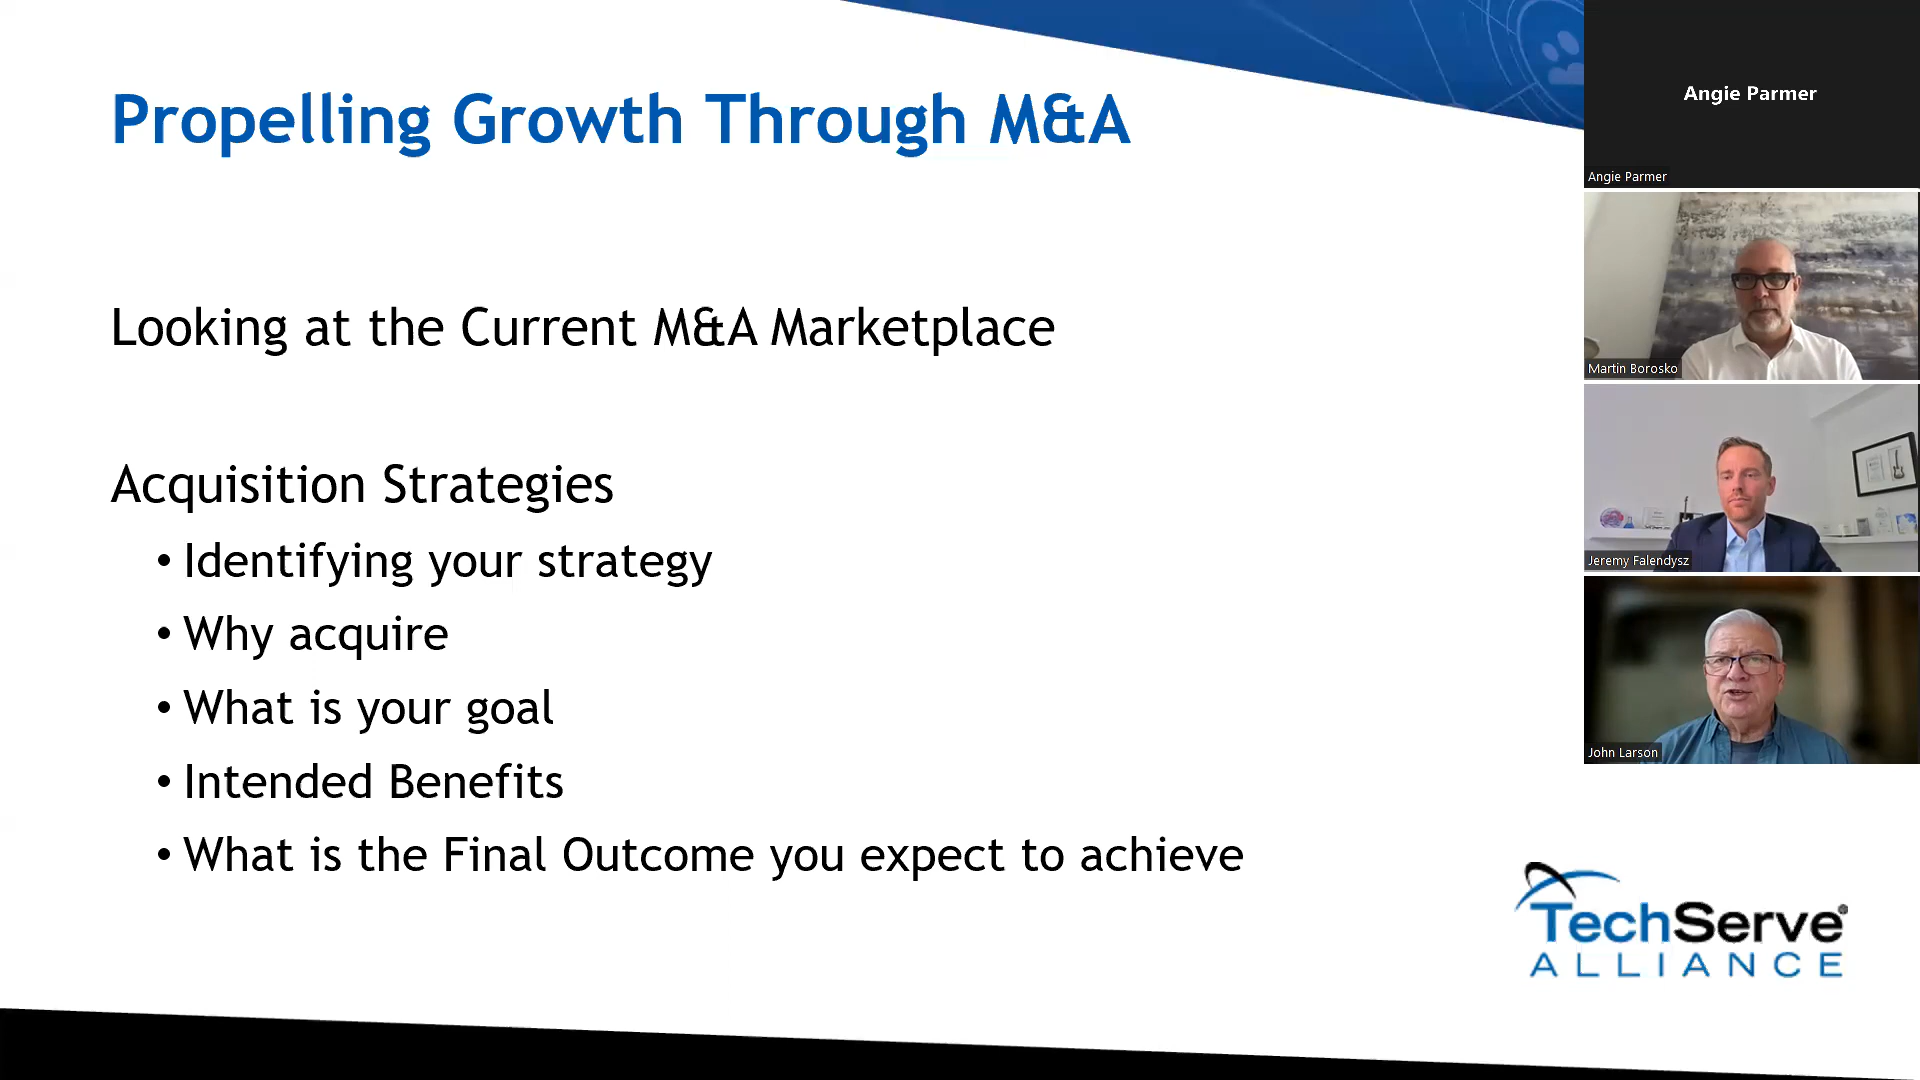 Propelling Growth Through M&A
Looking at the Current M&A Marketplace
Acquisition Strategies
• Identifying your strategy
• Why acquire
• What is your goal
• Intended Benefits
• What is the Final Outcome you expect to achieve
Angie Parmer
Angie Parmer
Martin Borosko
Jeremy Falendysz
John Larson
TechServe
ALLIANCE